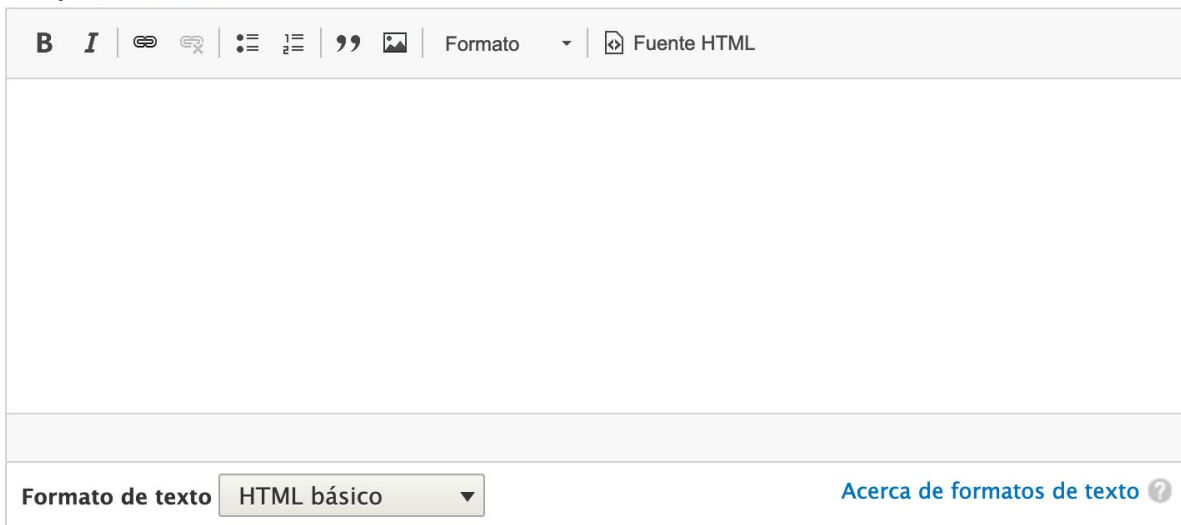 B I Formato Fuente HTML
Formato de texto HTML básico Acerca de formatos de texto ?